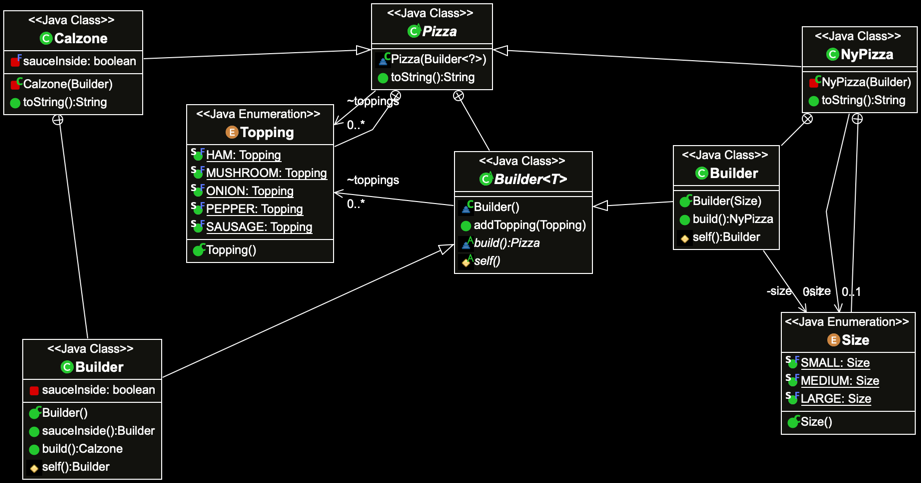 <<Java Class>>
Calzone
sauceInside: boolean
Calzone(Builder)
toString():String
<<Java Class>>
Pizza
Pizza(Builder<?>)
toString():String
<<Java Class>>
NyPizza
NyPizza(Builder)
toString():String
~toppings
0..*
<<Java Enumeration>>
Topping
HAM: Topping
MUSHROOM: Topping
ONION: Topping
PEPPER: Topping
SAUSAGE: Topping
Topping()
~toppings
0..*
<<Java Class>>
Builder<T>
Builder()
addTopping(Topping)
build():Pizza
self()
<<Java Class>>
Builder
Builder(Size)
build():NyPizza
self():Builder
-size
0..1
-size
0..1
<<Java Enumeration>>
Size
SMALL: Size
MEDIUM: Size
LARGE: Size
Size()
<<Java Class>>
Builder
sauceInside: boolean
Builder()
sauceInside():Builder
build():Calzone
self():Builder